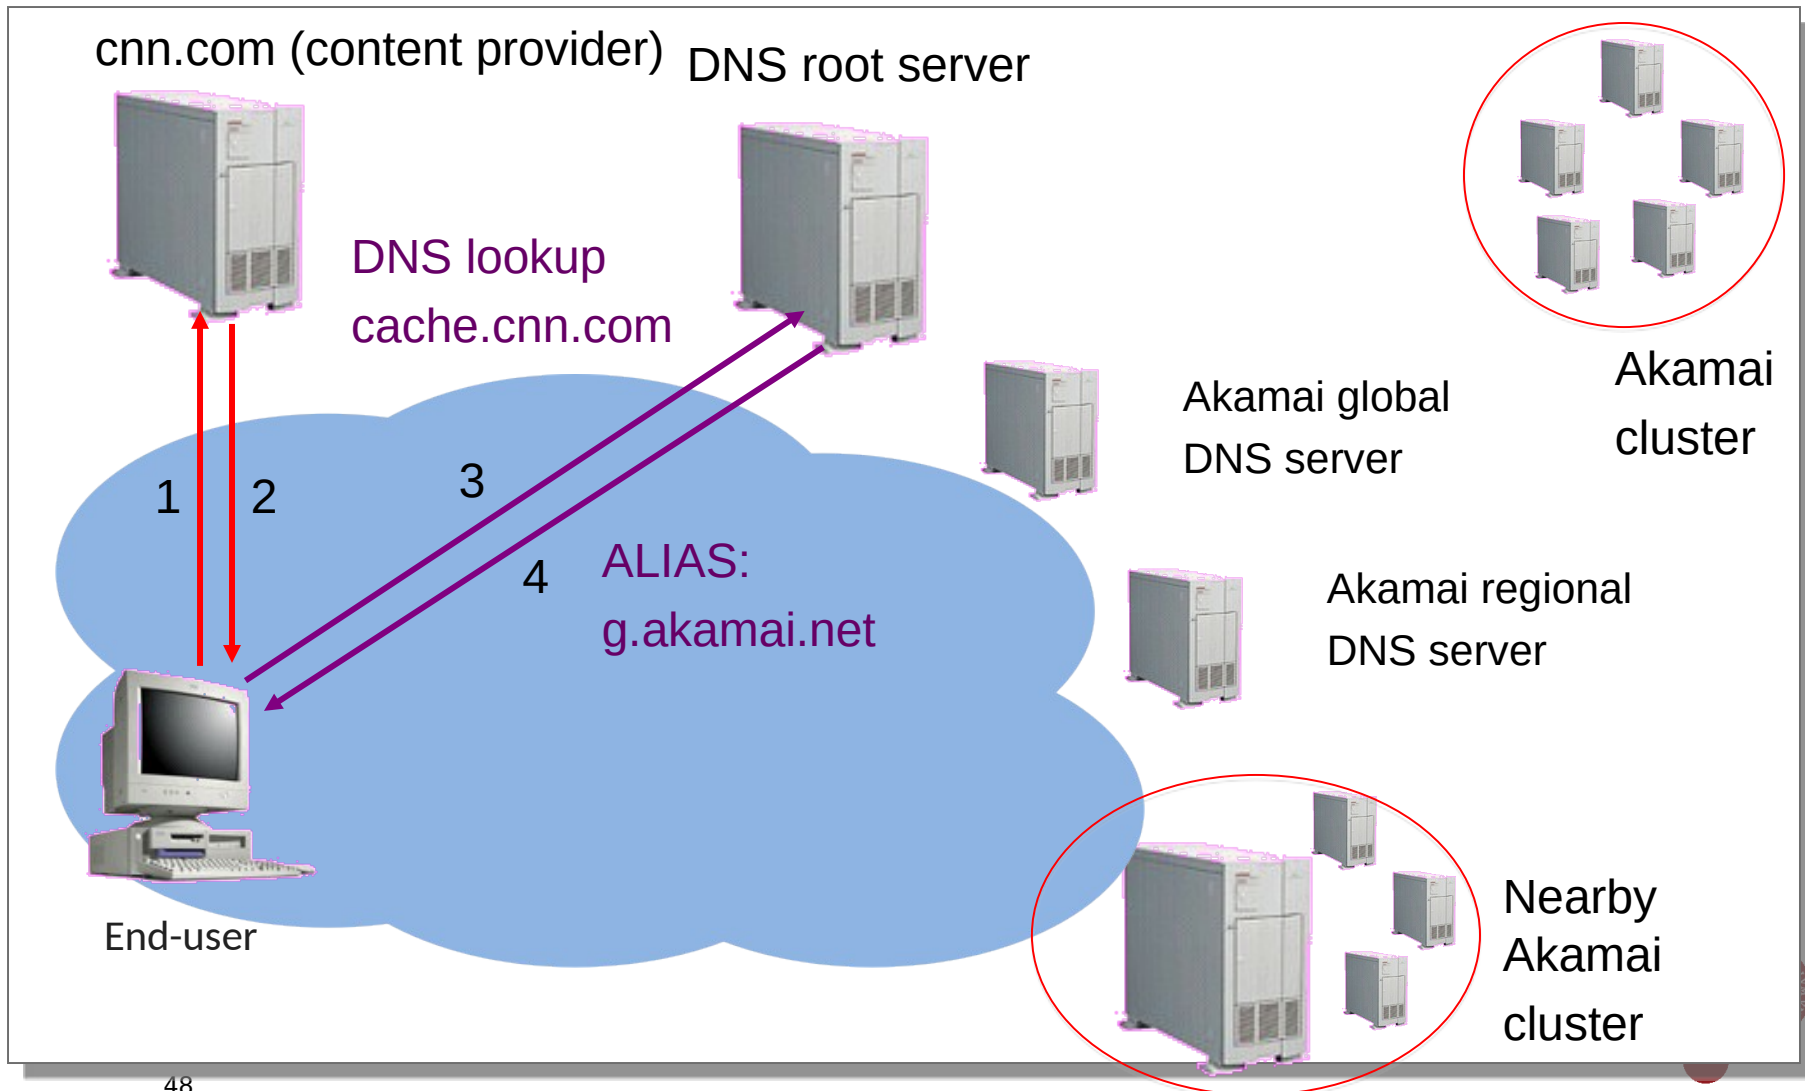 cnn.com (content provider)
DNS root server
DNS lookup
cache.cnn.com
Akamai
cluster
Akamai global
DNS server
1
2
3
4
ALIAS:
g.akamai.net
Akamai regional
DNS server
End-user
Nearby
Akamai
cluster
48